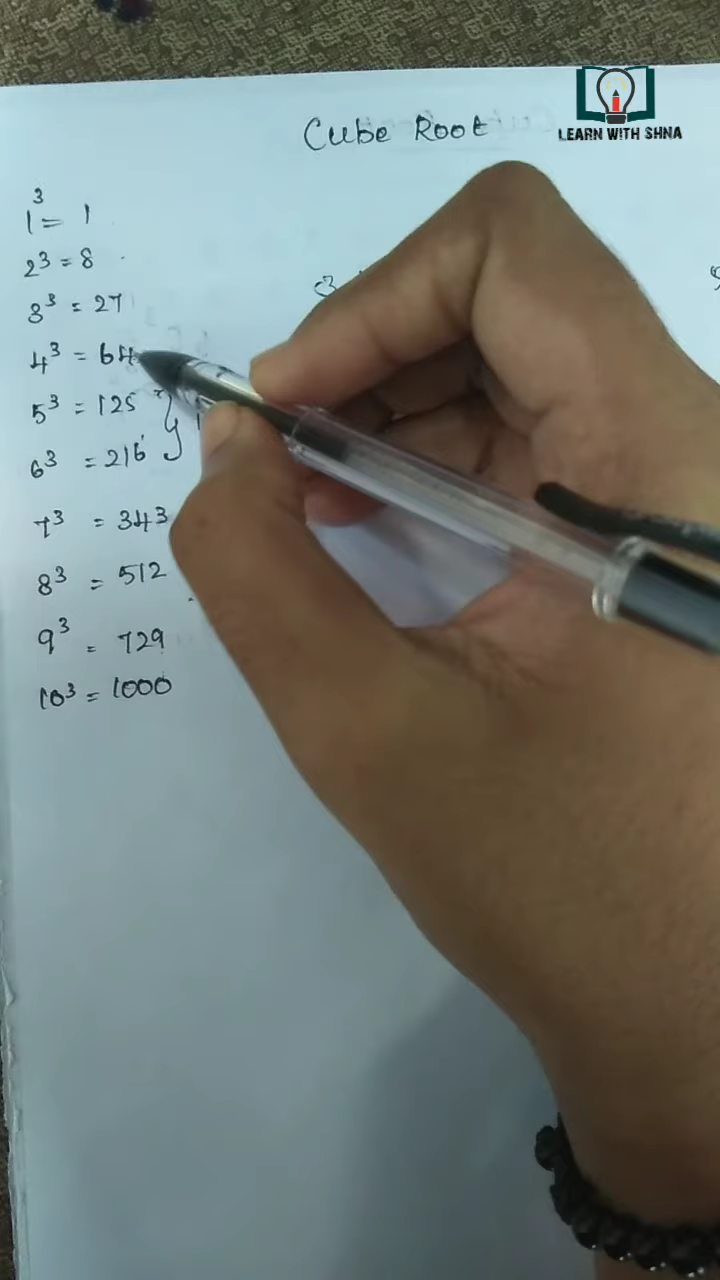 Cube Root
LEARN WITH SHNA
1³ = 1
2³ = 8
3³ = 27
4³ = 64
5³ = 125
6³ = 216
7³ = 343
8³ = 512
9³ = 729
10³ = 1000